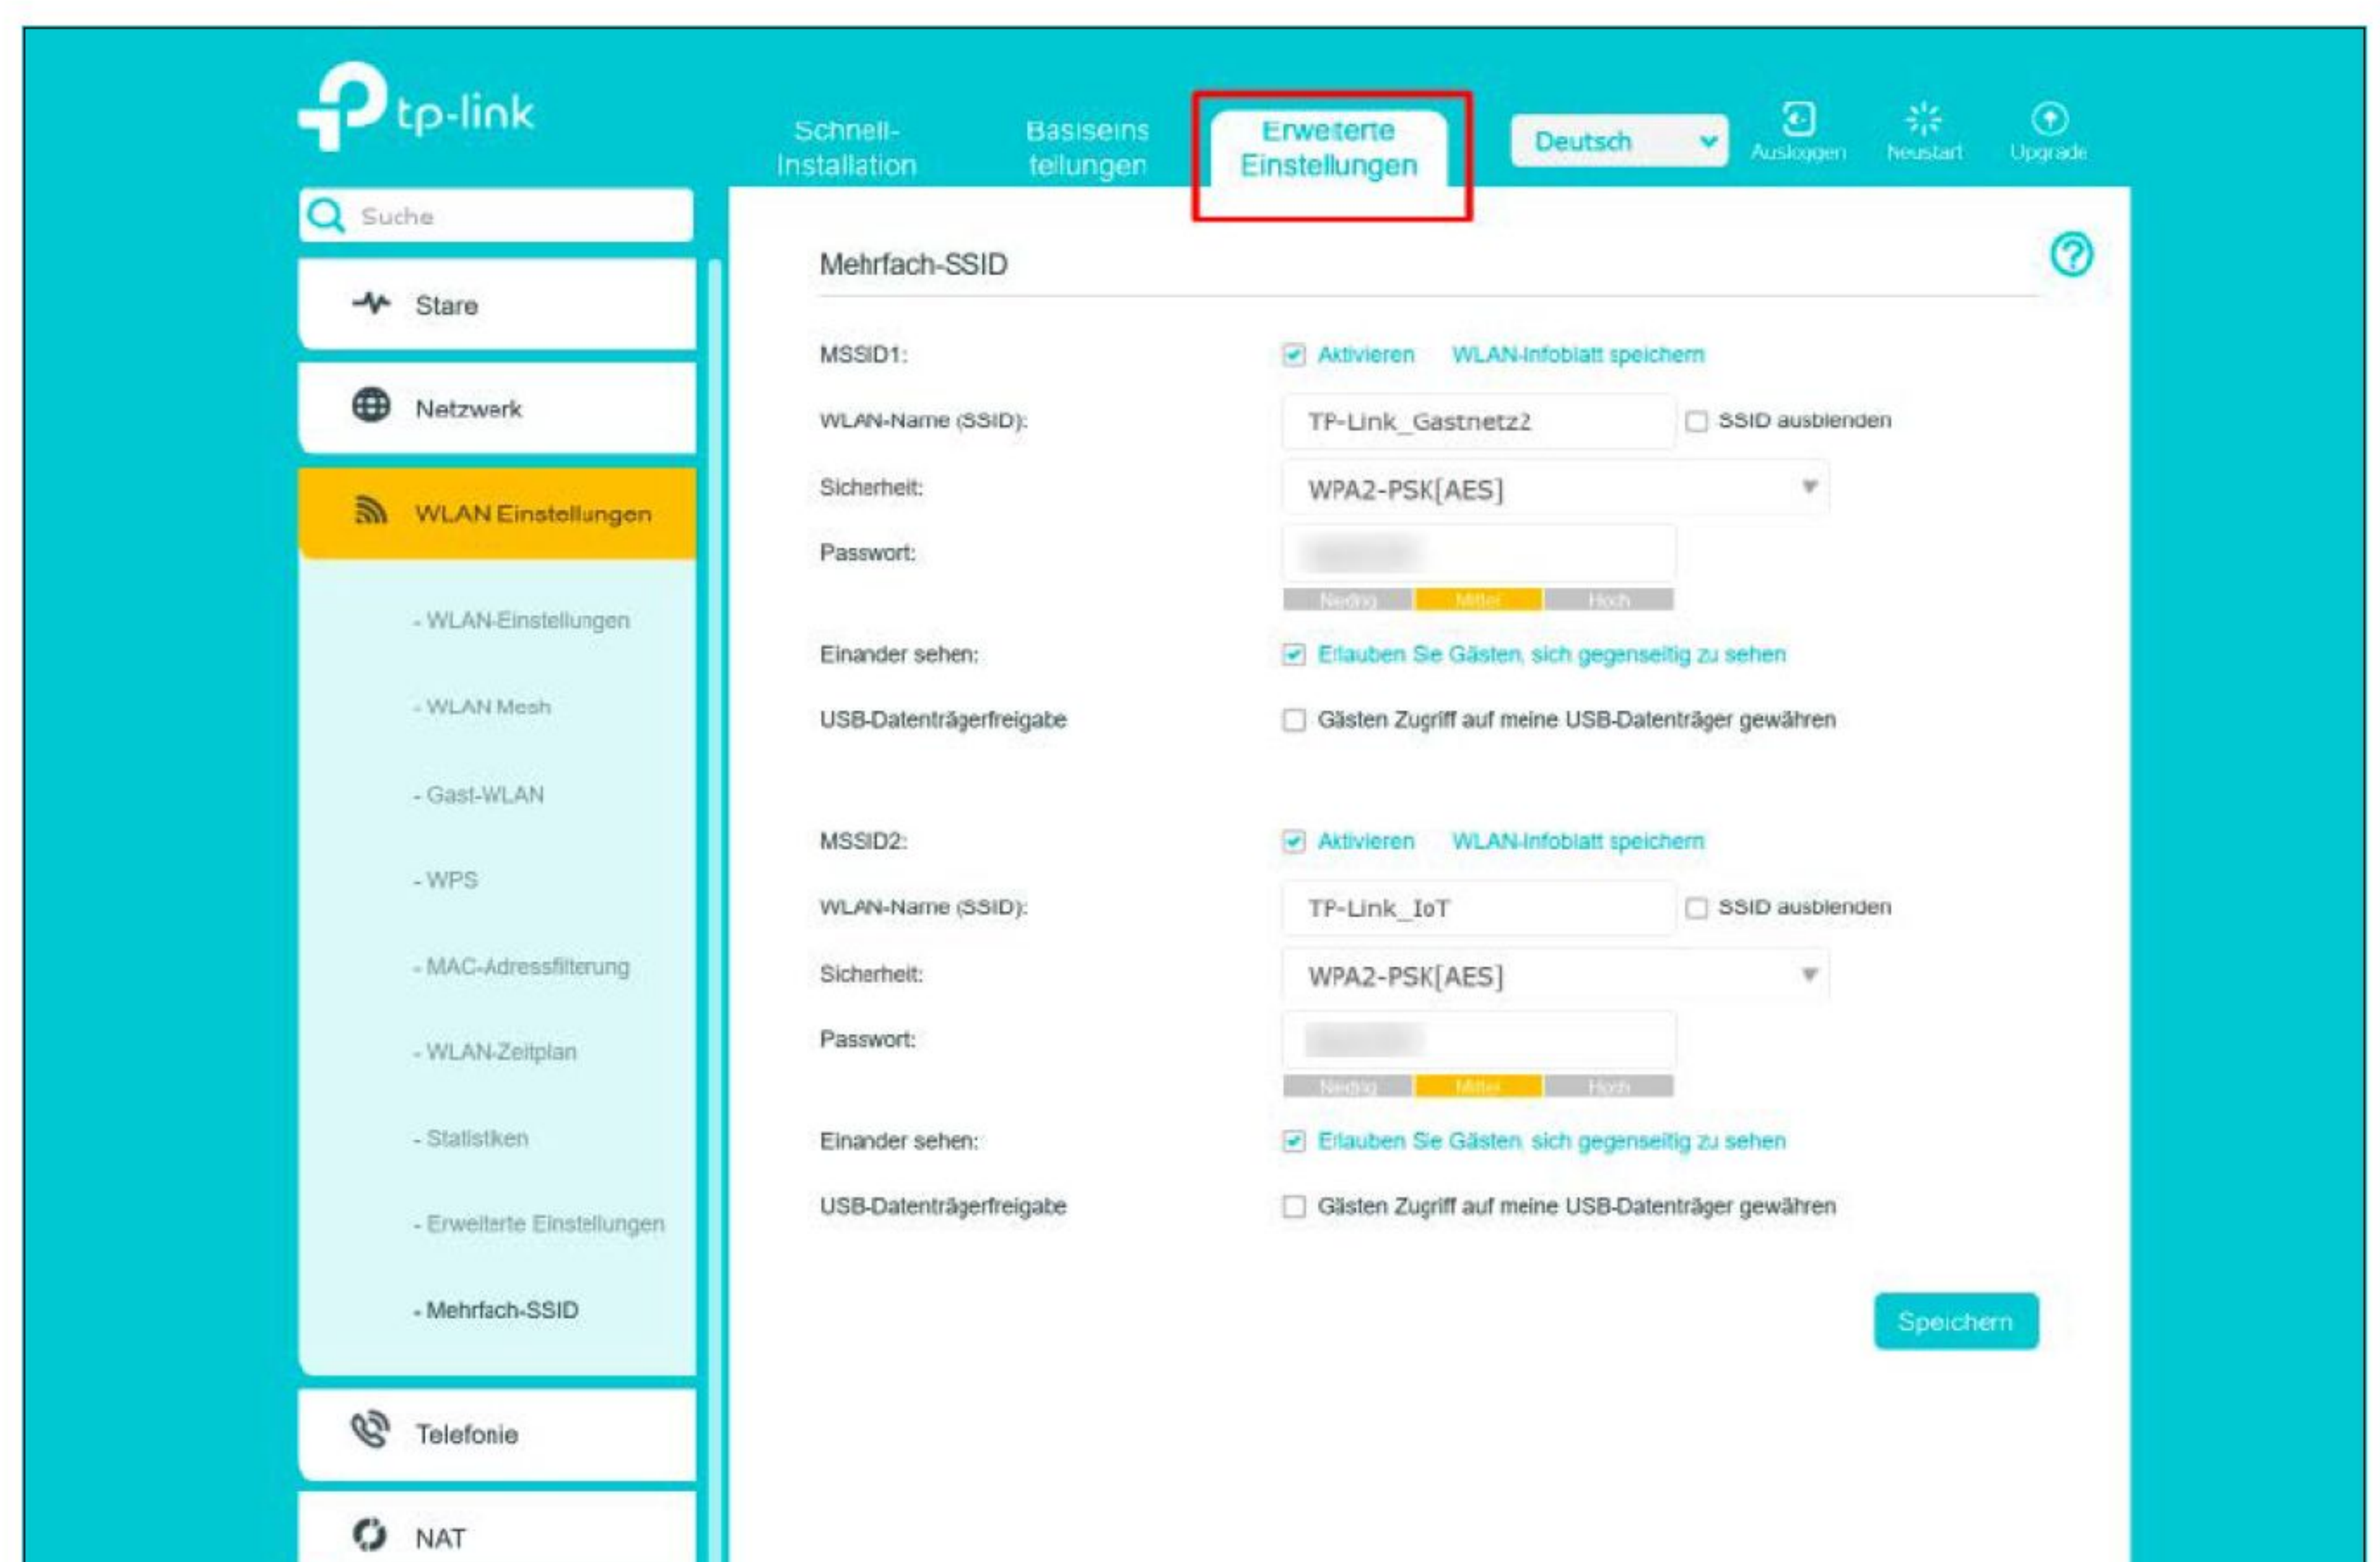 tp-link
Schnell-
Installation
Basiseins
tellungen
Erweiterte
Einstellungen
Deutsch
Ausloggen
Neustart
Upgrade
Suche
Stare
Netzwerk
WLAN Einstellungen
- WLAN-Einstellungen
- WLAN Mesh
- Gast-WLAN
- WPS
- MAC-Adressfilterung
- WLAN-Zeitplan
- Statistiken
- Erweiterte Einstellungen
- Mehrfach-SSID
Telefonie
NAT
Mehrfach-SSID
?
MSSID1: Aktivieren WLAN-Infoblatt speichern
WLAN-Name (SSID): TP-Link_Gastnetz2 SSID ausblenden
Sicherheit: WPA2-PSK[AES]
Passwort:
Niedrig Mittel Hoch
Einander sehen: Erlauben Sie Gästen, sich gegenseitig zu sehen
USB-Datenträgerfreigabe Gästen Zugriff auf meine USB-Datenträger gewähren
MSSID2: Aktivieren WLAN-Infoblatt speichern
WLAN-Name (SSID): TP-Link_IoT SSID ausblenden
Sicherheit: WPA2-PSK[AES]
Passwort:
Niedrig Mittel Hoch
Einander sehen: Erlauben Sie Gästen, sich gegenseitig zu sehen
USB-Datenträgerfreigabe Gästen Zugriff auf meine USB-Datenträger gewähren
Speichern